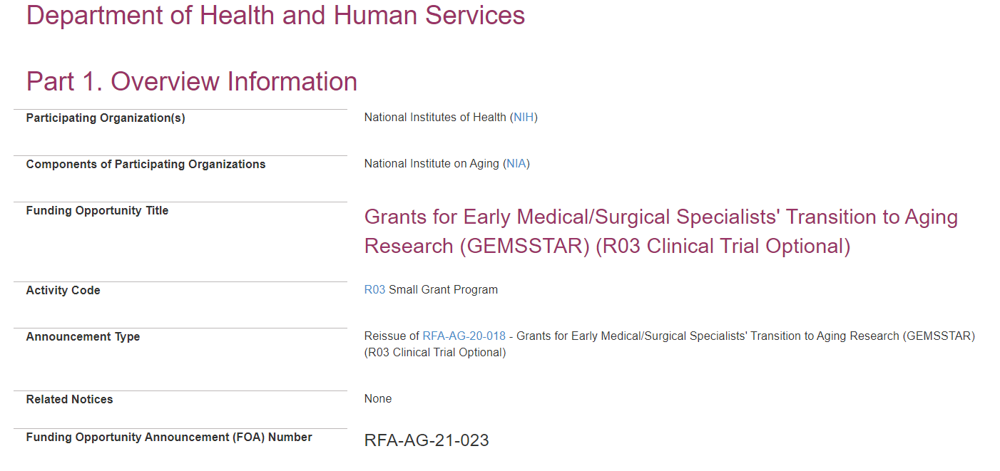 Department of Health and Human Services
Part 1. Overview Information
Participating Organization(s)
National Institutes of Health (NIH)
Components of Participating Organizations
National Institute on Aging (NIA)
Funding Opportunity Title
Grants for Early Medical/Surgical Specialists' Transition to Aging
Research (GEMSSTAR) (R03 Clinical Trial Optional)
Activity Code
R03 Small Grant Program
Announcement Type
Reissue of RFA-AG-20-018 - Grants for Early Medical/Surgical Specialists' Transition to Aging Research (GEMSSTAR)
(R03 Clinical Trial Optional)
Related Notices
None
Funding Opportunity Announcement (FOA) Number
RFA-AG-21-023